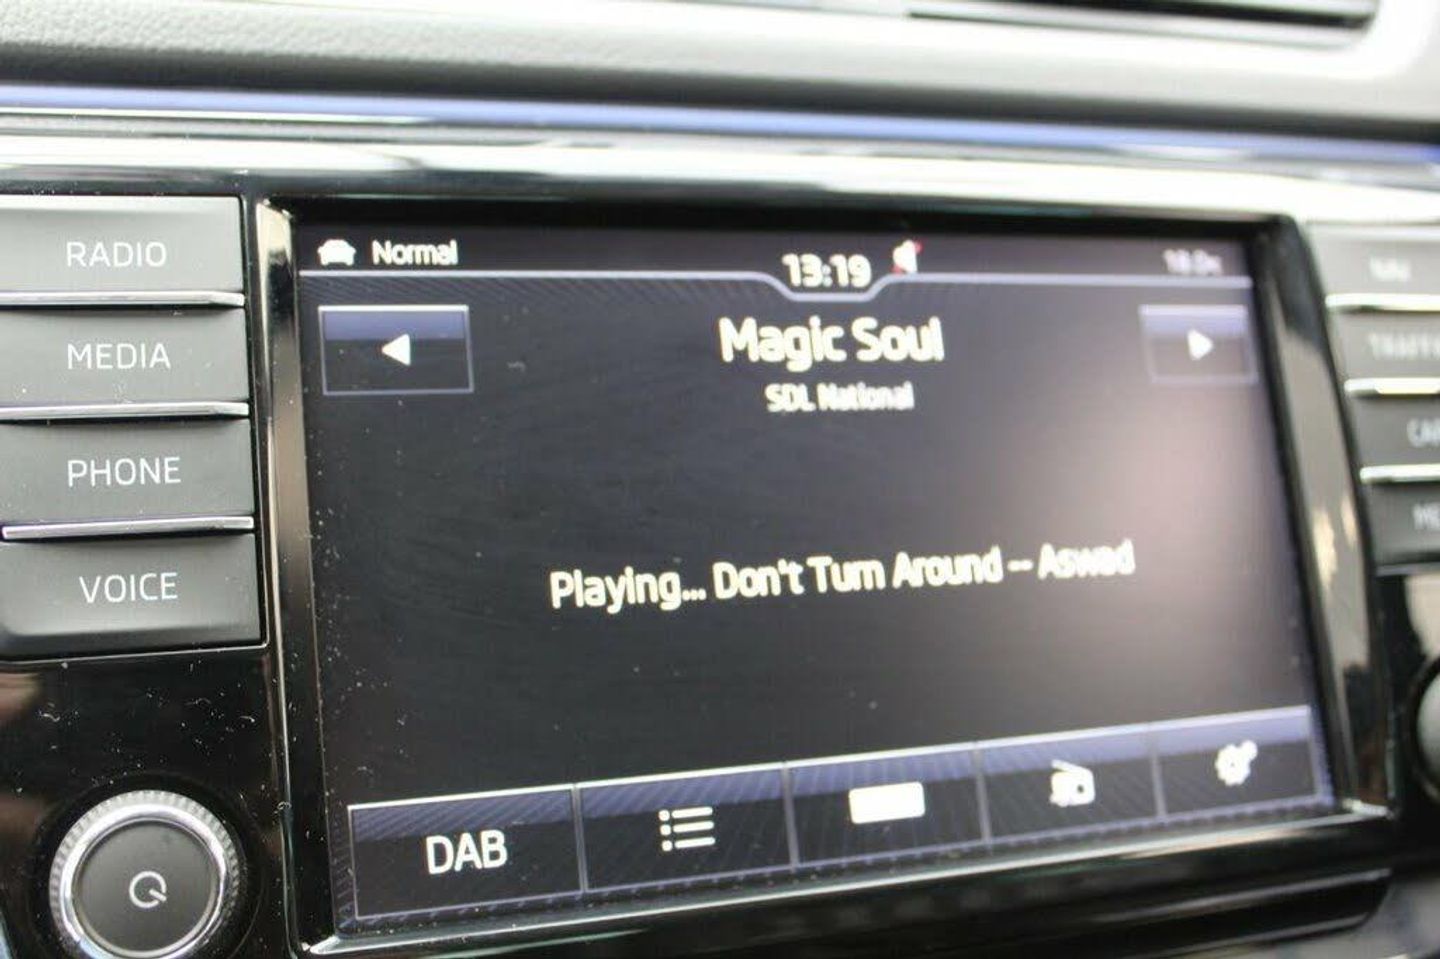 RADIO
MEDIA
PHONE
VOICE
Normal
13:19
Magic Soul
SDL National
Playing... Don't Turn Around -- Aswad
DAB